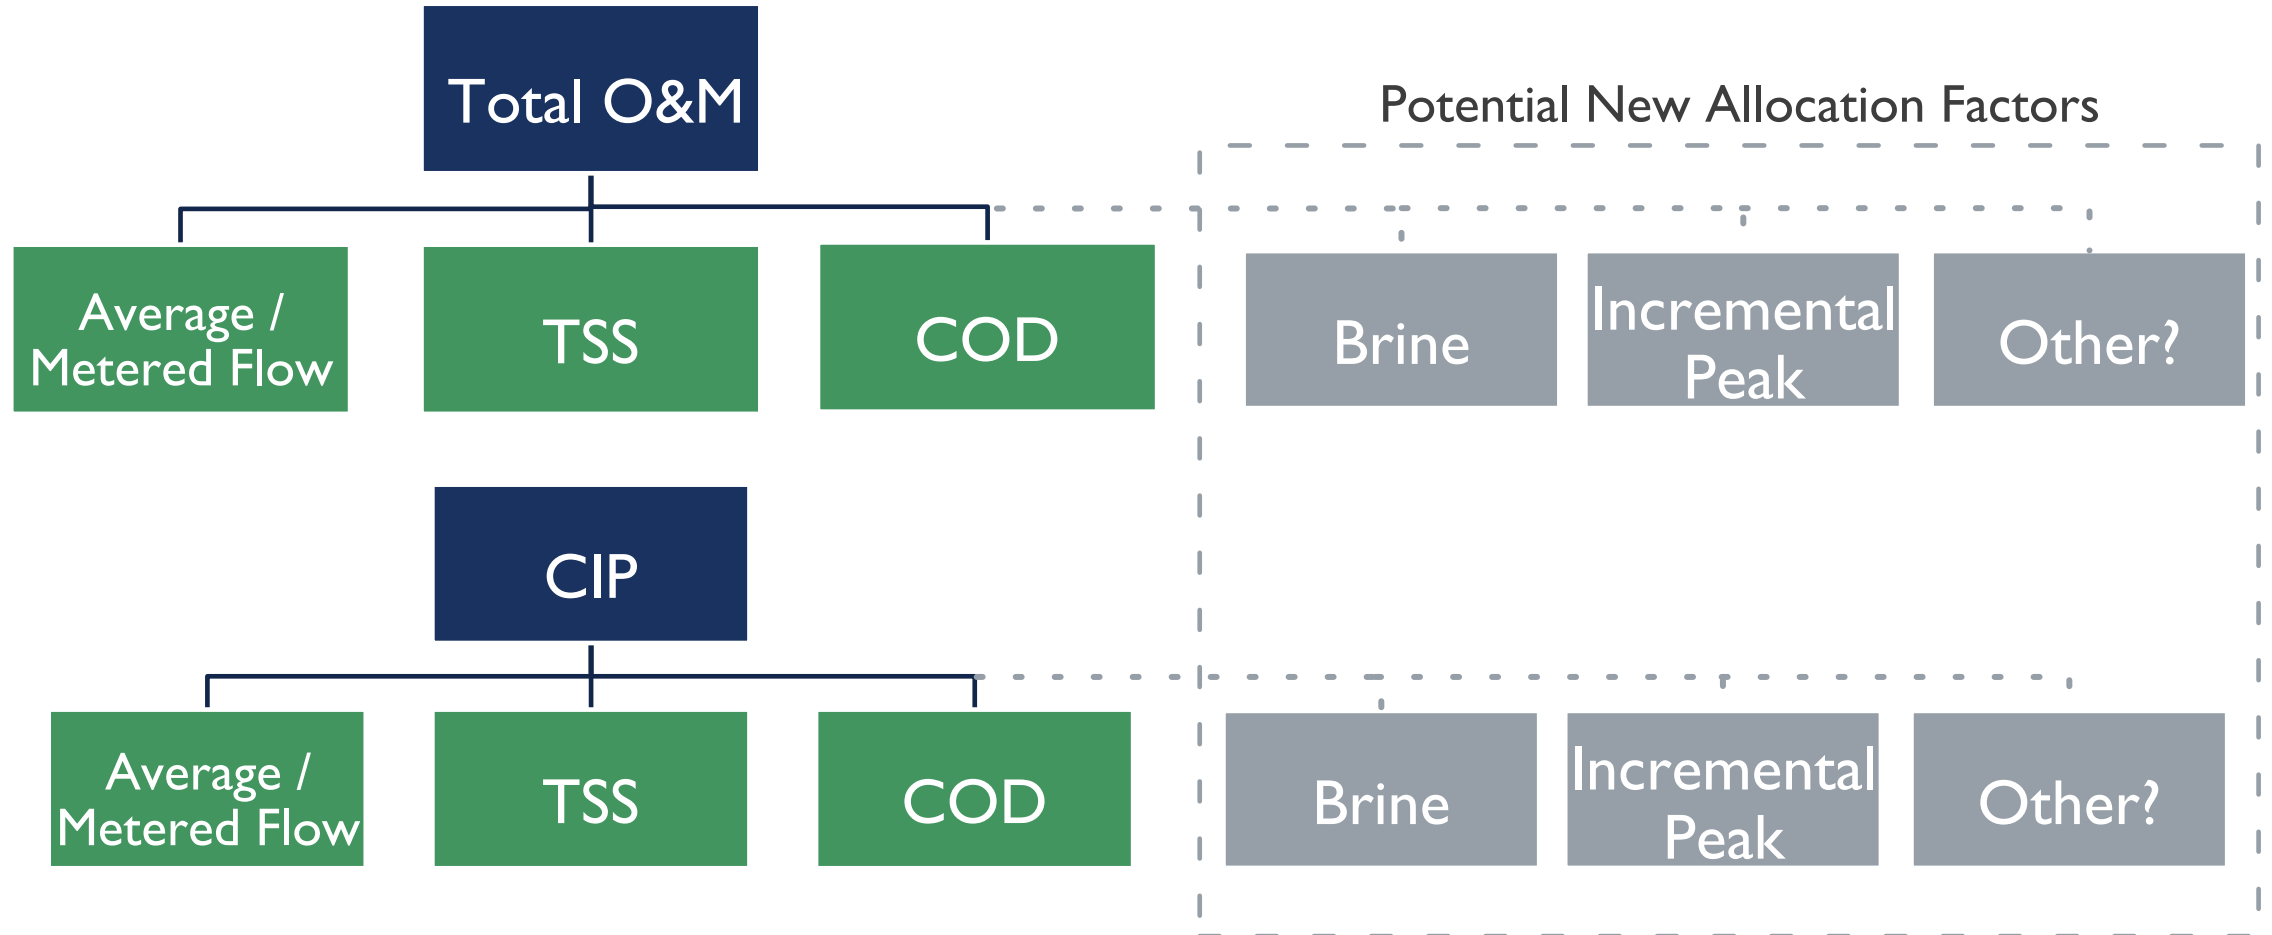 Total O&M
Potential New Allocation Factors
Average /
Metered Flow
TSS
COD
Brine
Incremental
Peak
Other?
CIP
Average /
Metered Flow
TSS
COD
Brine
Incremental
Peak
Other?